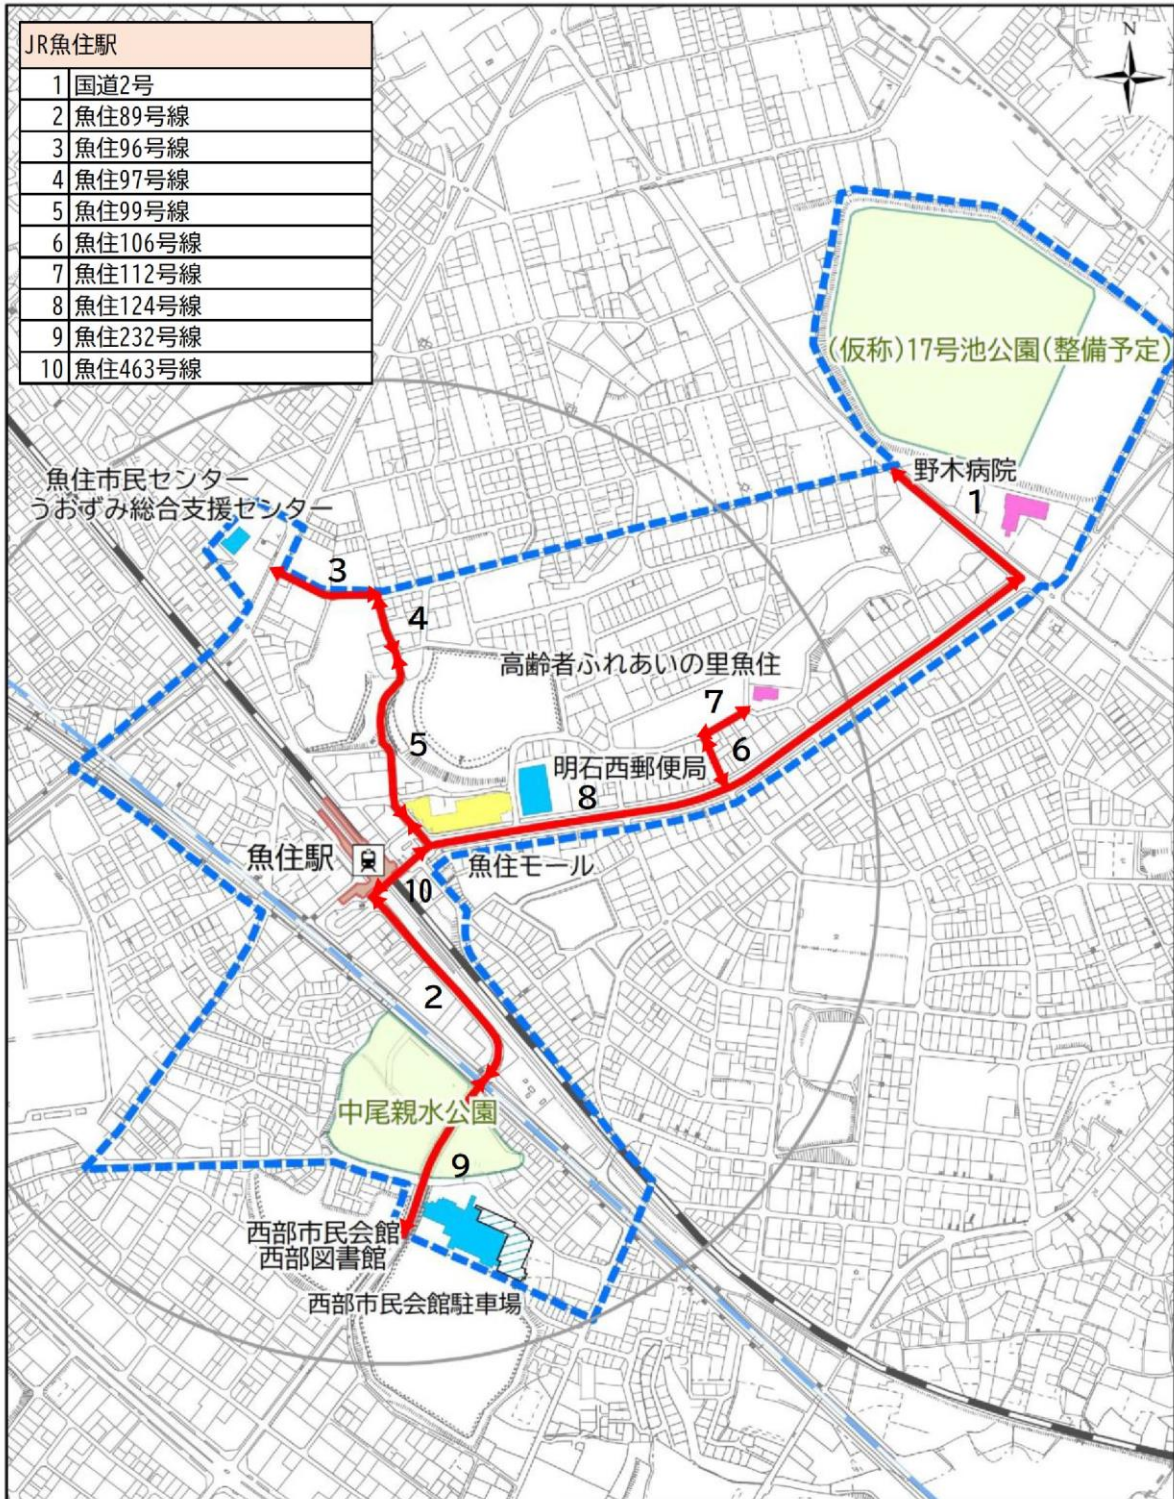 JR魚住駅
1 国道2号
2 魚住89号線
3 魚住96号線
4 魚住97号線
5 魚住99号線
6 魚住106号線
7 魚住112号線
8 魚住124号線
9 魚住232号線
10 魚住463号線
N
(仮称)17号池公園(整備予定)
野木病院
1
魚住市民センター
うおずみ総合支援センター
3
4
高齢者ふれあいの里魚住
7
5
6
明石西郵便局
8
魚住駅
魚住モール
10
2
中尾親水公園
9
西部市民会館
西部図書館
西部市民会館駐車場